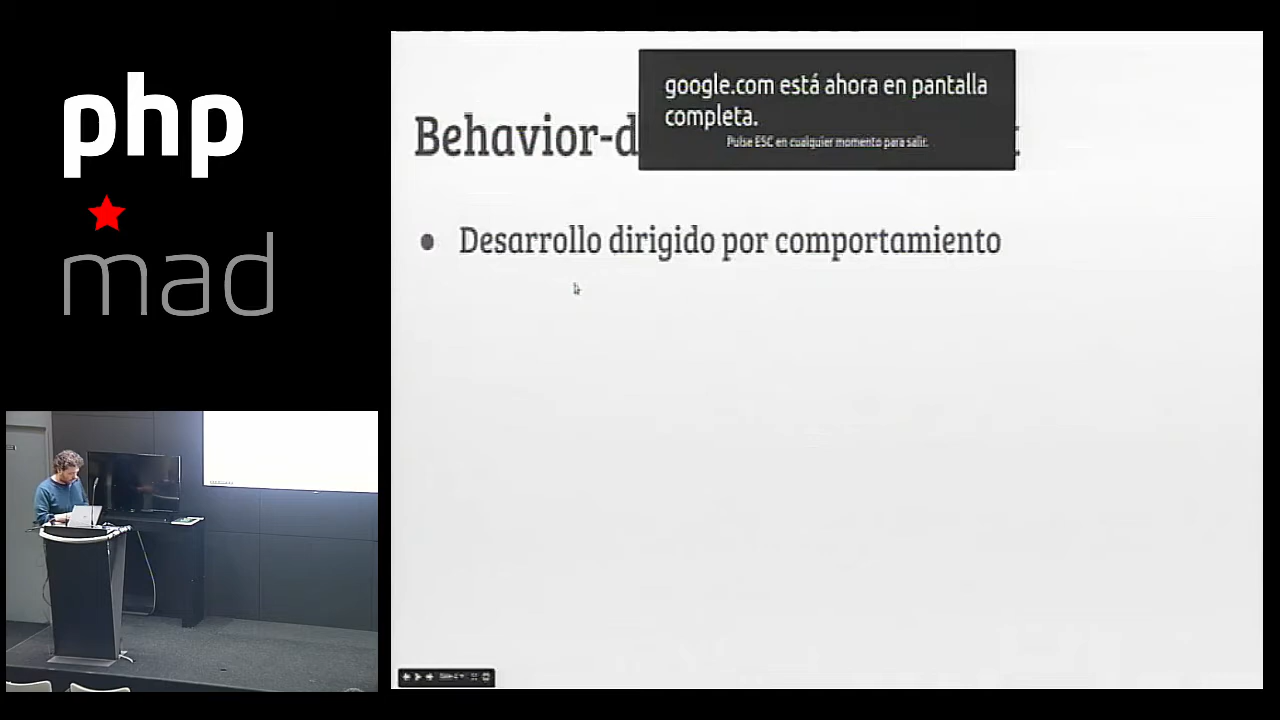 php
mad
google.com está ahora en pantalla
completa.
Pulse ESC en cualquier momento para salir.
Behavior-d
Desarrollo dirigido por comportamiento